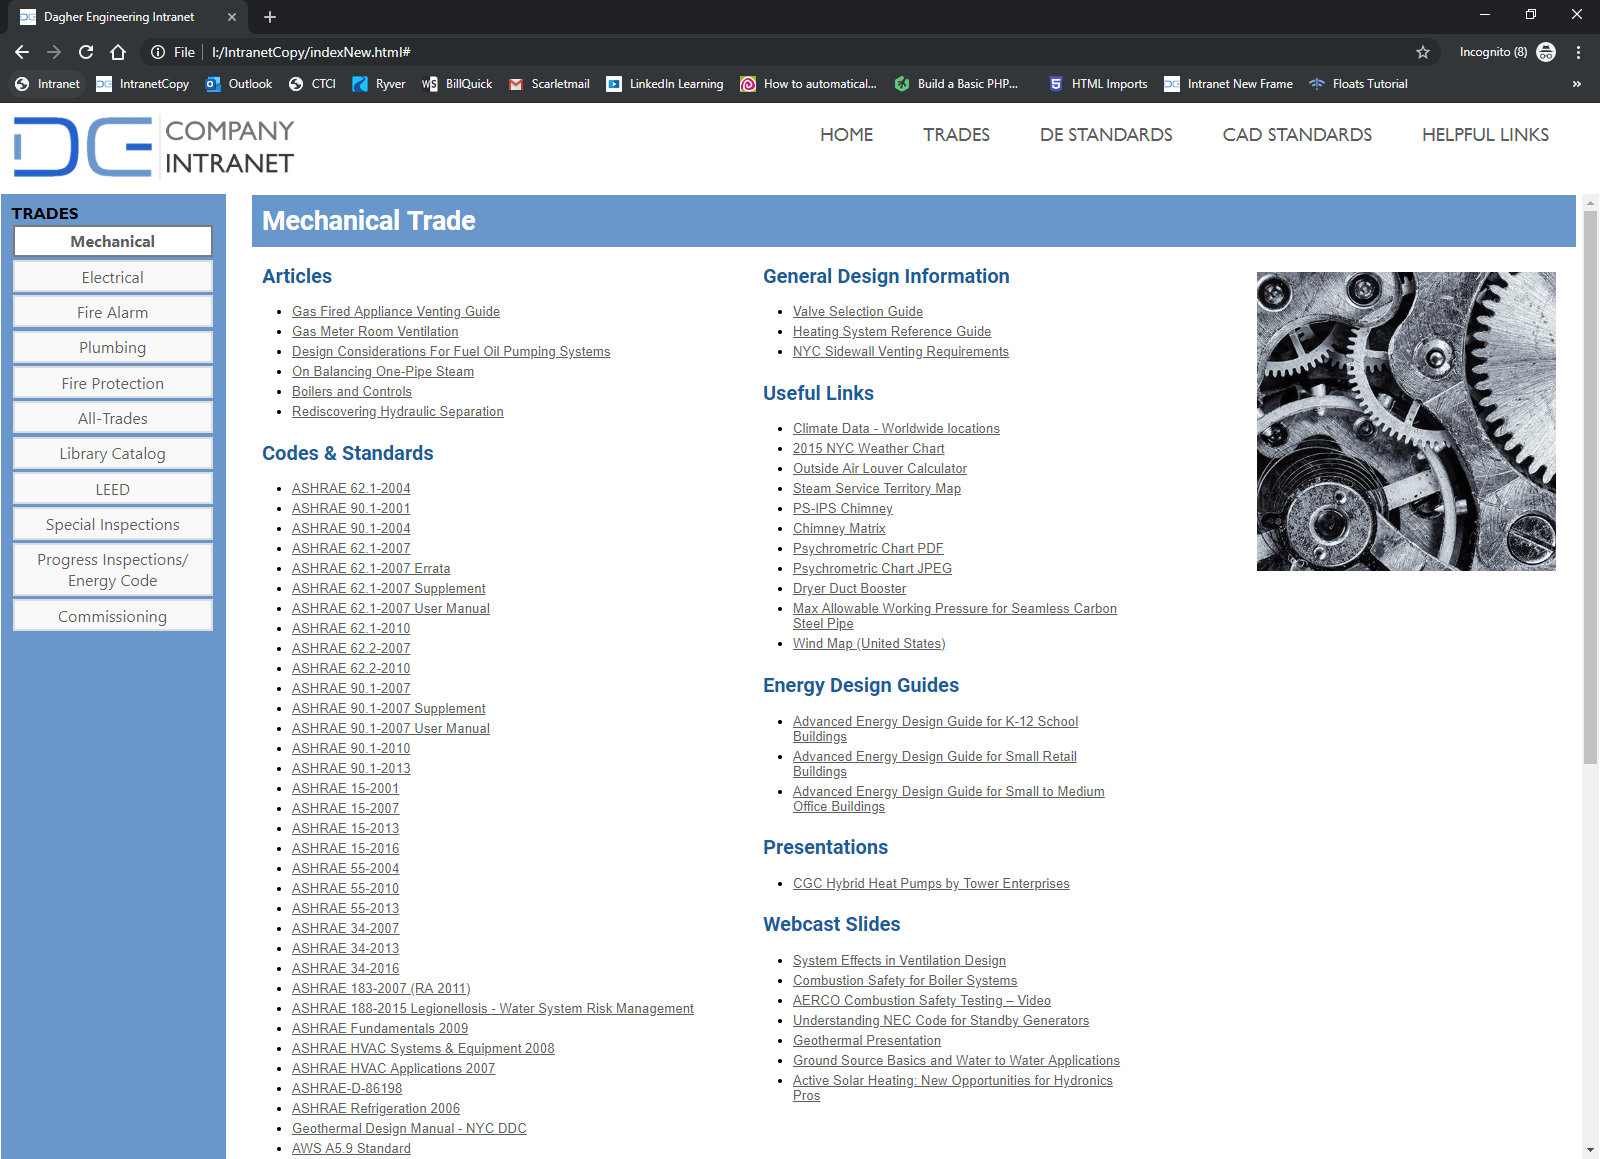 Dagher Engineering Intranet
File
I:/IntranetCopy/indexNew.html#
Incognito (8)
Intranet
IntranetCopy
Outlook
CTCI
Ryver
BillQuick
Scarletmail
LinkedIn Learning
How to automatical...
Build a Basic PHP...
HTML Imports
Intranet New Frame
Floats Tutorial
»
COMPANY
INTRANET
HOME
TRADES
DE STANDARDS
CAD STANDARDS
HELPFUL LINKS
TRADES
Mechanical
Electrical
Fire Alarm
Plumbing
Fire Protection
All-Trades
Library Catalog
LEED
Special Inspections
Progress Inspections/
Energy Code
Commissioning
Mechanical Trade
Articles
Gas Fired Appliance Venting Guide
Gas Meter Room Ventilation
Design Considerations For Fuel Oil Pumping Systems
On Balancing One-Pipe Steam
Boilers and Controls
Rediscovering Hydraulic Separation
Codes & Standards
ASHRAE 62.1-2004
ASHRAE 90.1-2001
ASHRAE 90.1-2004
ASHRAE 62.1-2007
ASHRAE 62.1-2007 Errata
ASHRAE 62.1-2007 Supplement
ASHRAE 62.1-2007 User Manual
ASHRAE 62.1-2010
ASHRAE 62.2-2007
ASHRAE 62.2-2010
ASHRAE 90.1-2007
ASHRAE 90.1-2007 Supplement
ASHRAE 90.1-2007 User Manual
ASHRAE 90.1-2010
ASHRAE 90.1-2013
ASHRAE 15-2001
ASHRAE 15-2007
ASHRAE 15-2013
ASHRAE 15-2016
ASHRAE 55-2004
ASHRAE 55-2010
ASHRAE 55-2013
ASHRAE 34-2007
ASHRAE 34-2013
ASHRAE 34-2016
ASHRAE 183-2007 (RA 2011)
ASHRAE 188-2015 Legionellosis - Water System Risk Management
ASHRAE Fundamentals 2009
ASHRAE HVAC Systems & Equipment 2008
ASHRAE HVAC Applications 2007
ASHRAE-D-86198
ASHRAE Refrigeration 2006
Geothermal Design Manual - NYC DDC
AWS A5.9 Standard
General Design Information
Valve Selection Guide
Heating System Reference Guide
NYC Sidewall Venting Requirements
Useful Links
Climate Data - Worldwide locations
2015 NYC Weather Chart
Outside Air Louver Calculator
Steam Service Territory Map
PS-IPS Chimney
Chimney Matrix
Psychrometric Chart PDF
Psychrometric Chart JPEG
Dryer Duct Booster
Max Allowable Working Pressure for Seamless Carbon
Steel Pipe
Wind Map (United States)
Energy Design Guides
Advanced Energy Design Guide for K-12 School
Buildings
Advanced Energy Design Guide for Small Retail
Buildings
Advanced Energy Design Guide for Small to Medium
Office Buildings
Presentations
CGC Hybrid Heat Pumps by Tower Enterprises
Webcast Slides
System Effects in Ventilation Design
Combustion Safety for Boiler Systems
AERCO Combustion Safety Testing – Video
Understanding NEC Code for Standby Generators
Geothermal Presentation
Ground Source Basics and Water to Water Applications
Active Solar Heating: New Opportunities for Hydronics
Pros